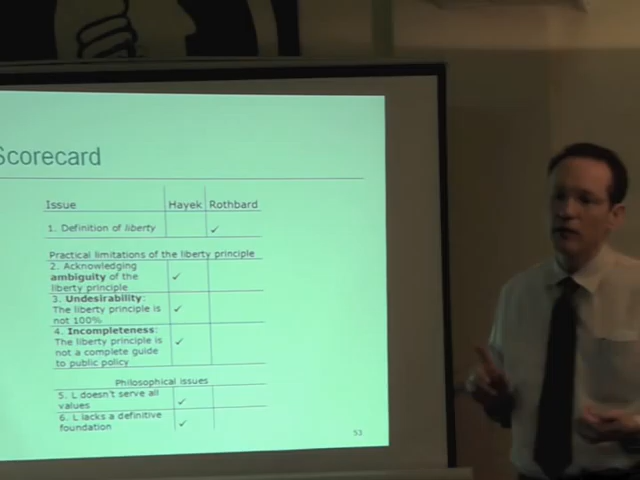 Scorecard
Issue Hayek Rothbard
1. Definition of liberty ✓
Practical limitations of the liberty principle
2. Acknowledging
ambiguity of the ✓
liberty principle
3. Undesirability:
The liberty principle is ✓
not 100%
4. Incompleteness:
The liberty principle is ✓
not a complete guide
to public policy
Philosophical issues
5. L doesn't serve all ✓
values
6. L lacks a definitive ✓
foundation
53